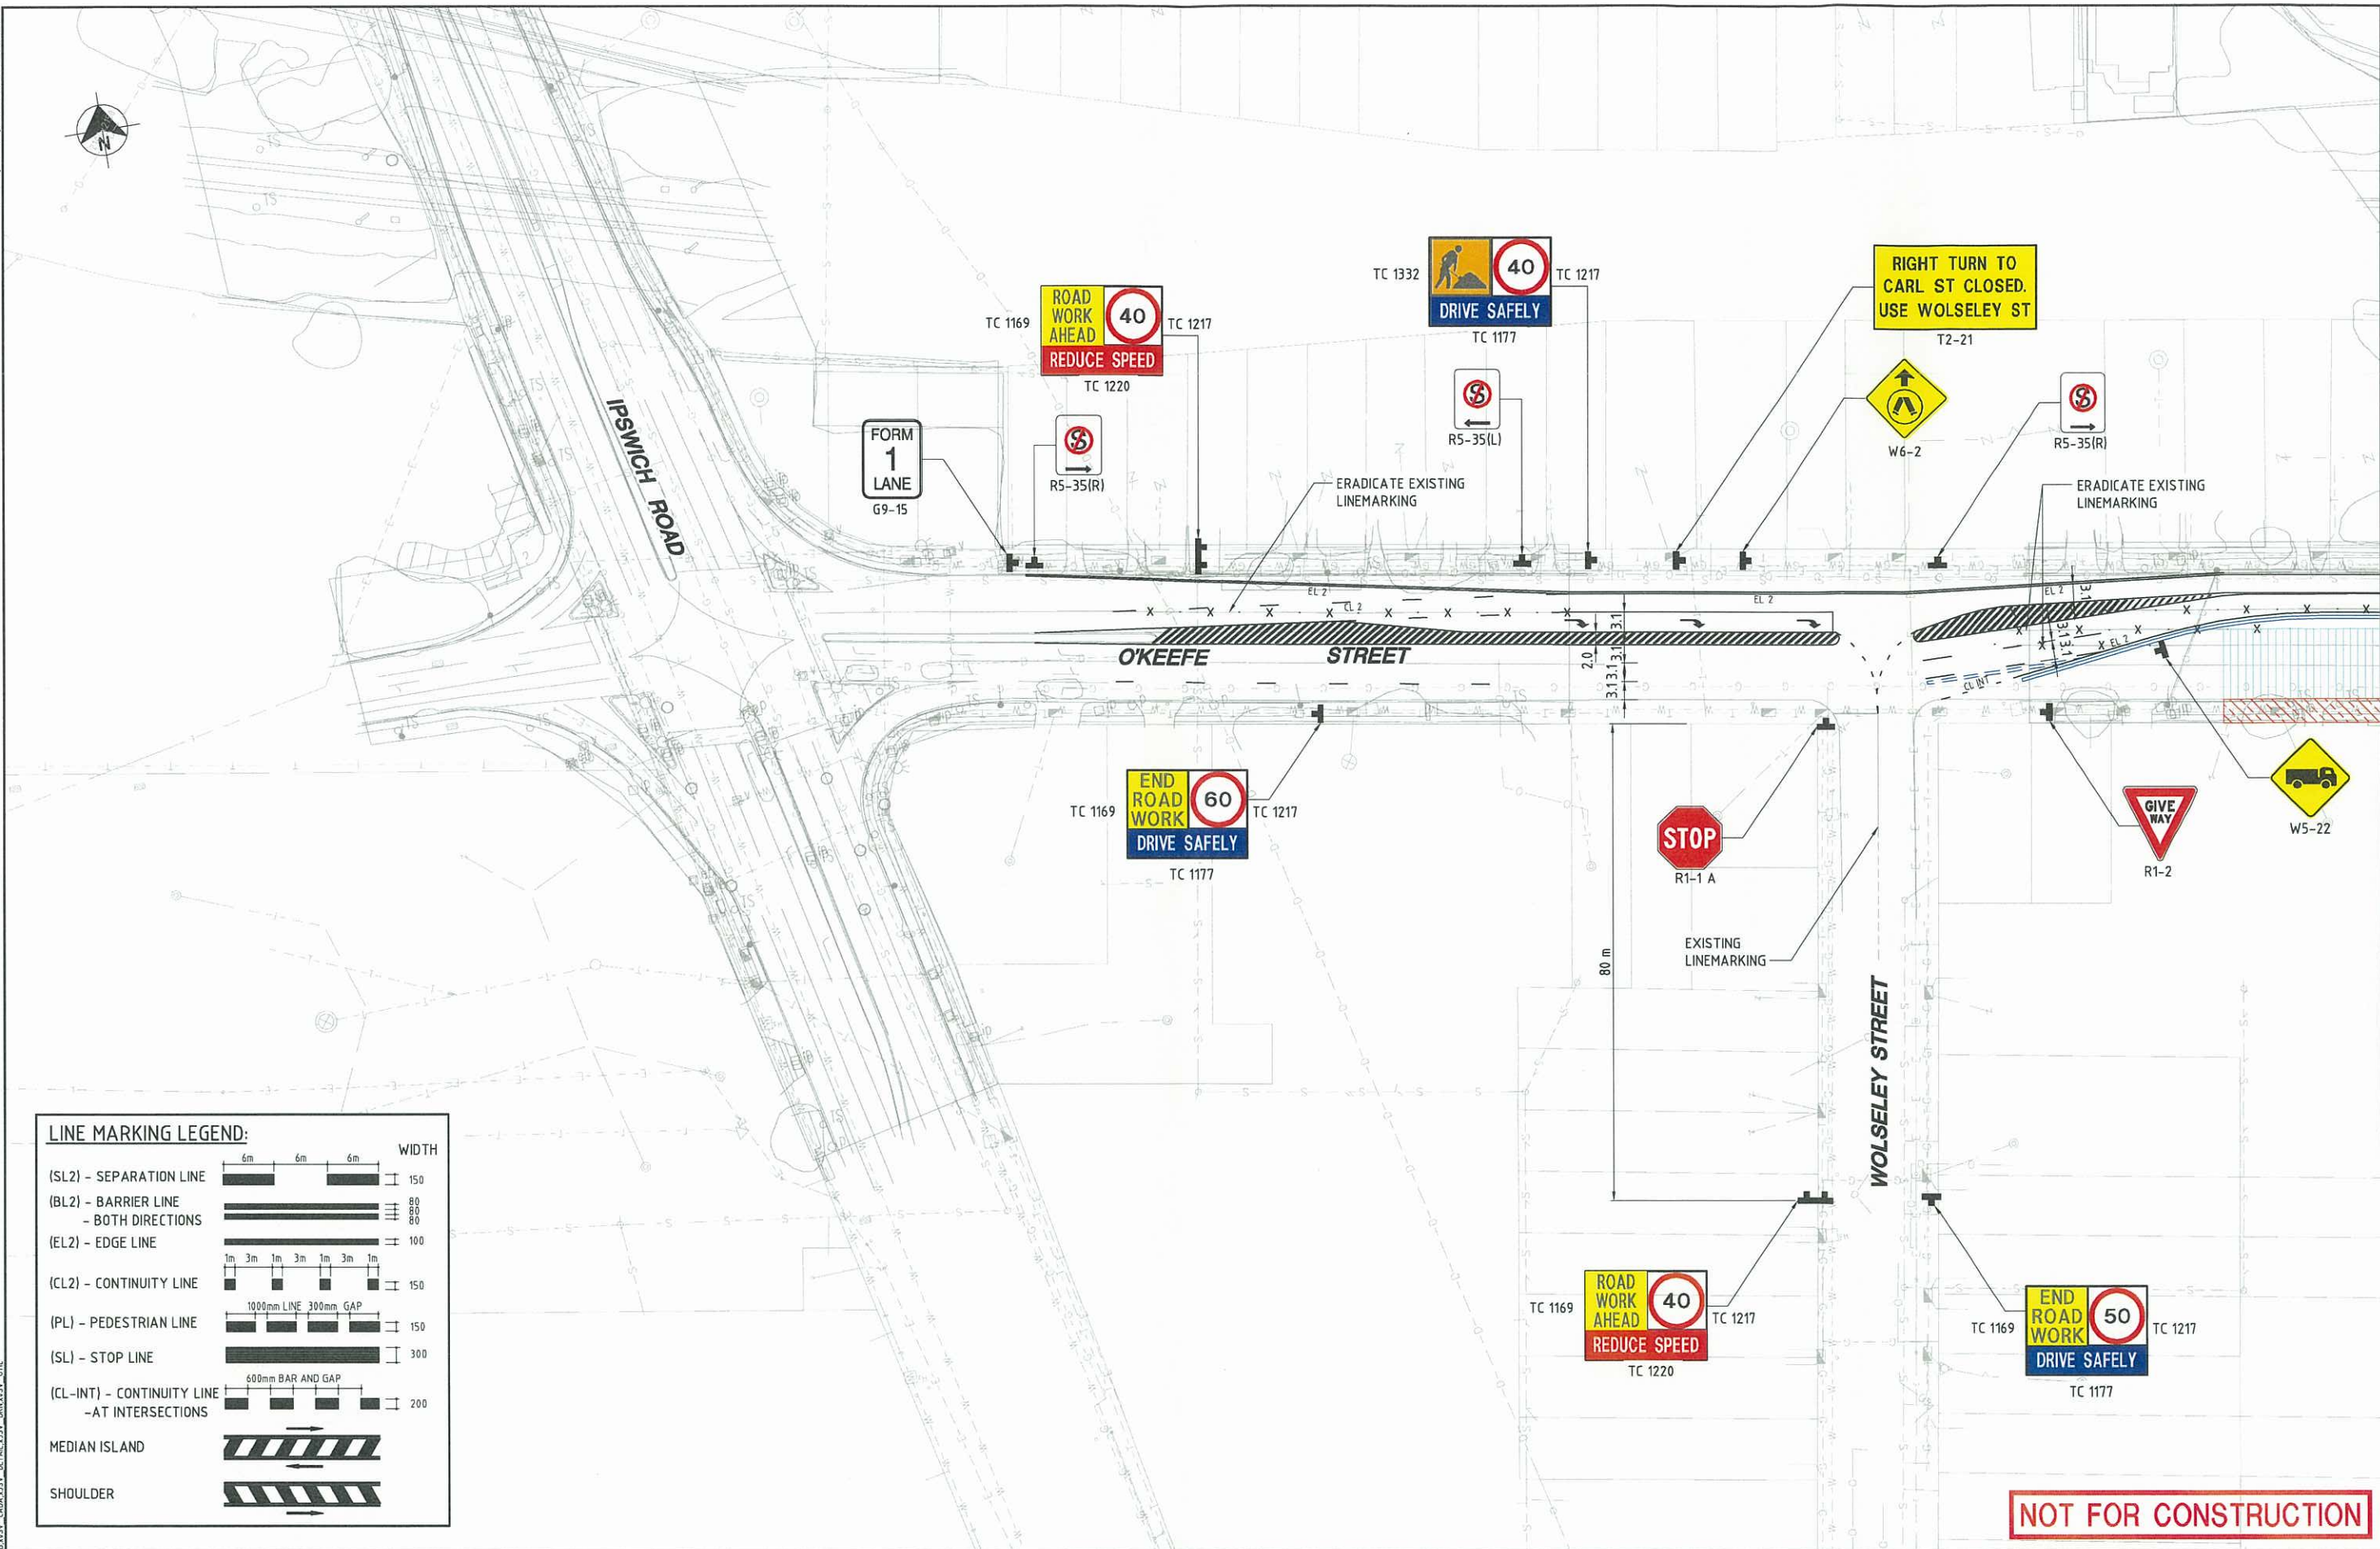 N
TC 1332
40
TC 1217
DRIVE SAFELY
TC 1177
RIGHT TURN TO
CARL ST CLOSED.
USE WOLSELEY ST
T2-21
ROAD
WORK
AHEAD
40
TC 1169
TC 1217
REDUCE SPEED
TC 1220
FORM
1
LANE
G9-15
S
R5-35(R)
S
R5-35(L)
W6-2
S
R5-35(R)
IPSWICH ROAD
ERADICATE EXISTING
LINEMARKING
ERADICATE EXISTING
LINEMARKING
EL 2
CL 2
EL 2
EL 2
EL 2
3.1
3.1
2.0
3.1
3.1
3.1
3.1
3.1
O'KEEFE STREET
CL INT
END
ROAD
WORK
60
TC 1169
TC 1217
DRIVE SAFELY
TC 1177
STOP
R1-1 A
GIVE
WAY
R1-2
W5-22
EXISTING
LINEMARKING
80 m
WOLSELEY STREET
ROAD
WORK
AHEAD
40
TC 1169
TC 1217
REDUCE SPEED
TC 1220
END
ROAD
WORK
50
TC 1169
TC 1217
DRIVE SAFELY
TC 1177
LINE MARKING LEGEND:
WIDTH
6m 6m 6m
(SL2) - SEPARATION LINE 150
(BL2) - BARRIER LINE
- BOTH DIRECTIONS
80
80
80
(EL2) - EDGE LINE 100
1m 3m 1m 3m 1m 3m 1m
(CL2) - CONTINUITY LINE 150
1000mm LINE 300mm GAP
(PL) - PEDESTRIAN LINE 150
(SL) - STOP LINE 300
600mm BAR AND GAP
(CL-INT) - CONTINUITY LINE 200
-AT INTERSECTIONS
MEDIAN ISLAND
SHOULDER
NOT FOR CONSTRUCTION